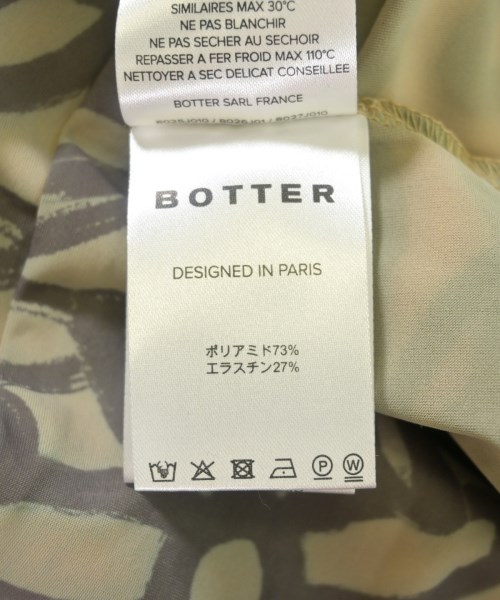 SIMILAIRES MAX 30°C
NE PAS BLANCHIR
NE PAS SECHER AU SECHOIR
REPASSER A FER FROID MAX 110°C
NETTOYER A SEC DELICAT CONSEILLEE
BOTTER SARL FRANCE
BOTTER
DESIGNED IN PARIS
ポリアミド73%
エラスチン27%
P W